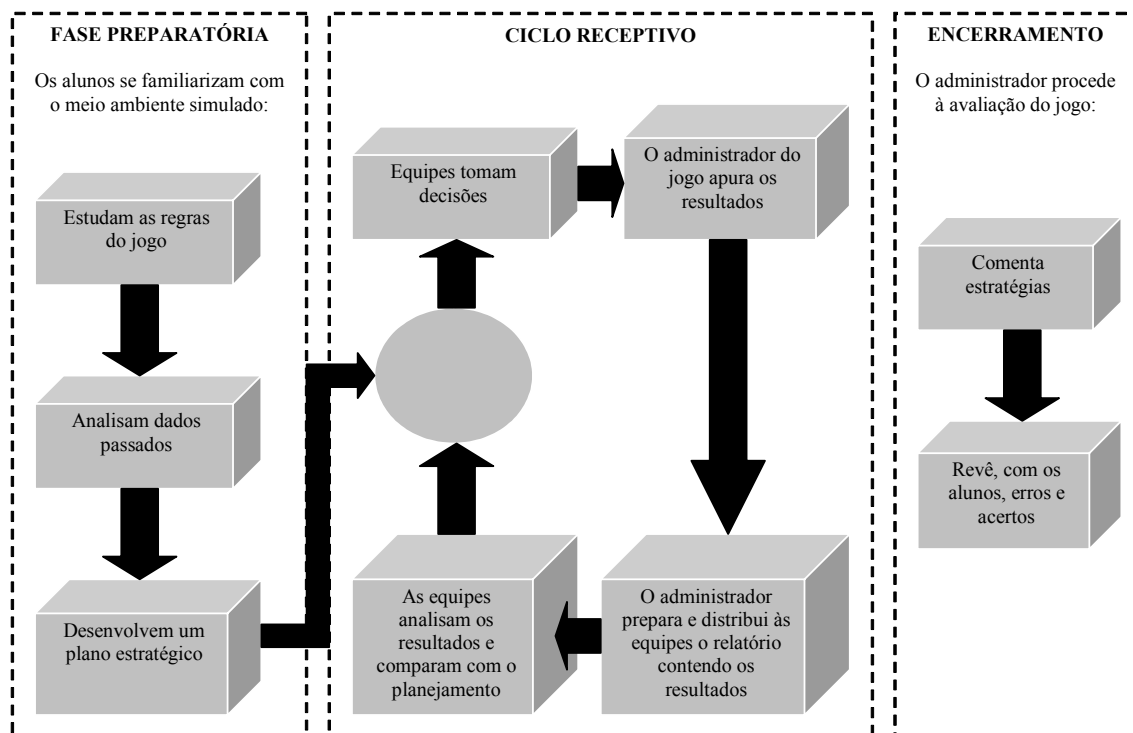 FASE PREPARATÓRIA
Os alunos se familiarizam com
o meio ambiente simulado:
Estudam as regras
do jogo
Analisam dados
passados
Desenvolvem um
plano estratégico
CICLO RECEPTIVO
Equipes tomam
decisões
O administrador do
jogo apura os
resultados
O administrador
prepara e distribui às
equipes o relatório
contendo os
resultados
As equipes
analisam os
resultados e
comparam com o
planejamento
ENCERRAMENTO
O administrador procede
à avaliação do jogo:
Comenta
estratégias
Revê, com os
alunos, erros e
acertos